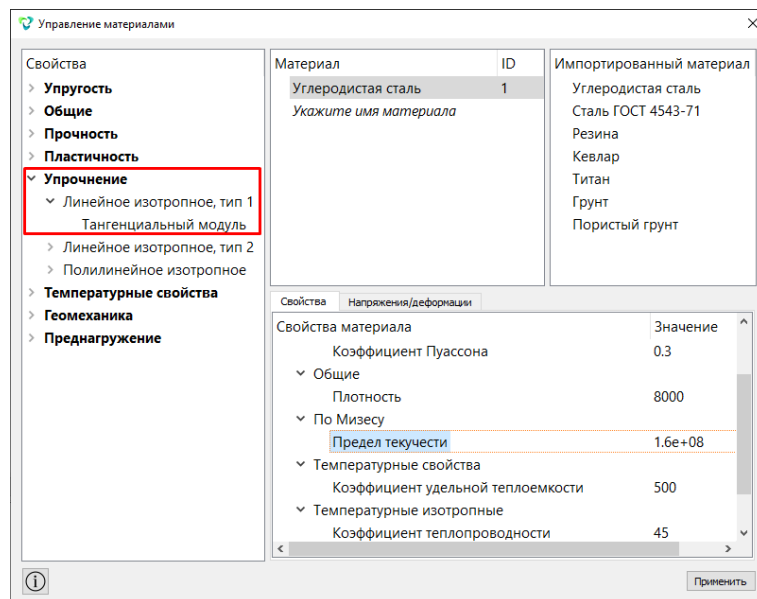 Управление материалами
Свойства
Упругость
Общие
Прочность
Пластичность
Упрочнение
Линейное изотропное, тип 1
Тангенциальный модуль
Линейное изотропное, тип 2
Полилинейное изотропное
Температурные свойства
Геомеханика
Преднагружение
Материал ID
Углеродистая сталь 1
Укажите имя материала
Импортированный материал
Углеродистая сталь
Сталь ГОСТ 4543-71
Резина
Кевлар
Титан
Грунт
Пористый грунт
Свойства Напряжения/деформации
Свойства материала Значение
Коэффициент Пуассона 0.3
Общие
Плотность 8000
По Мизесу
Предел текучести 1.6e+08
Температурные свойства
Коэффициент удельной теплоемкости 500
Температурные изотропные
Коэффициент теплопроводности 45
Применить